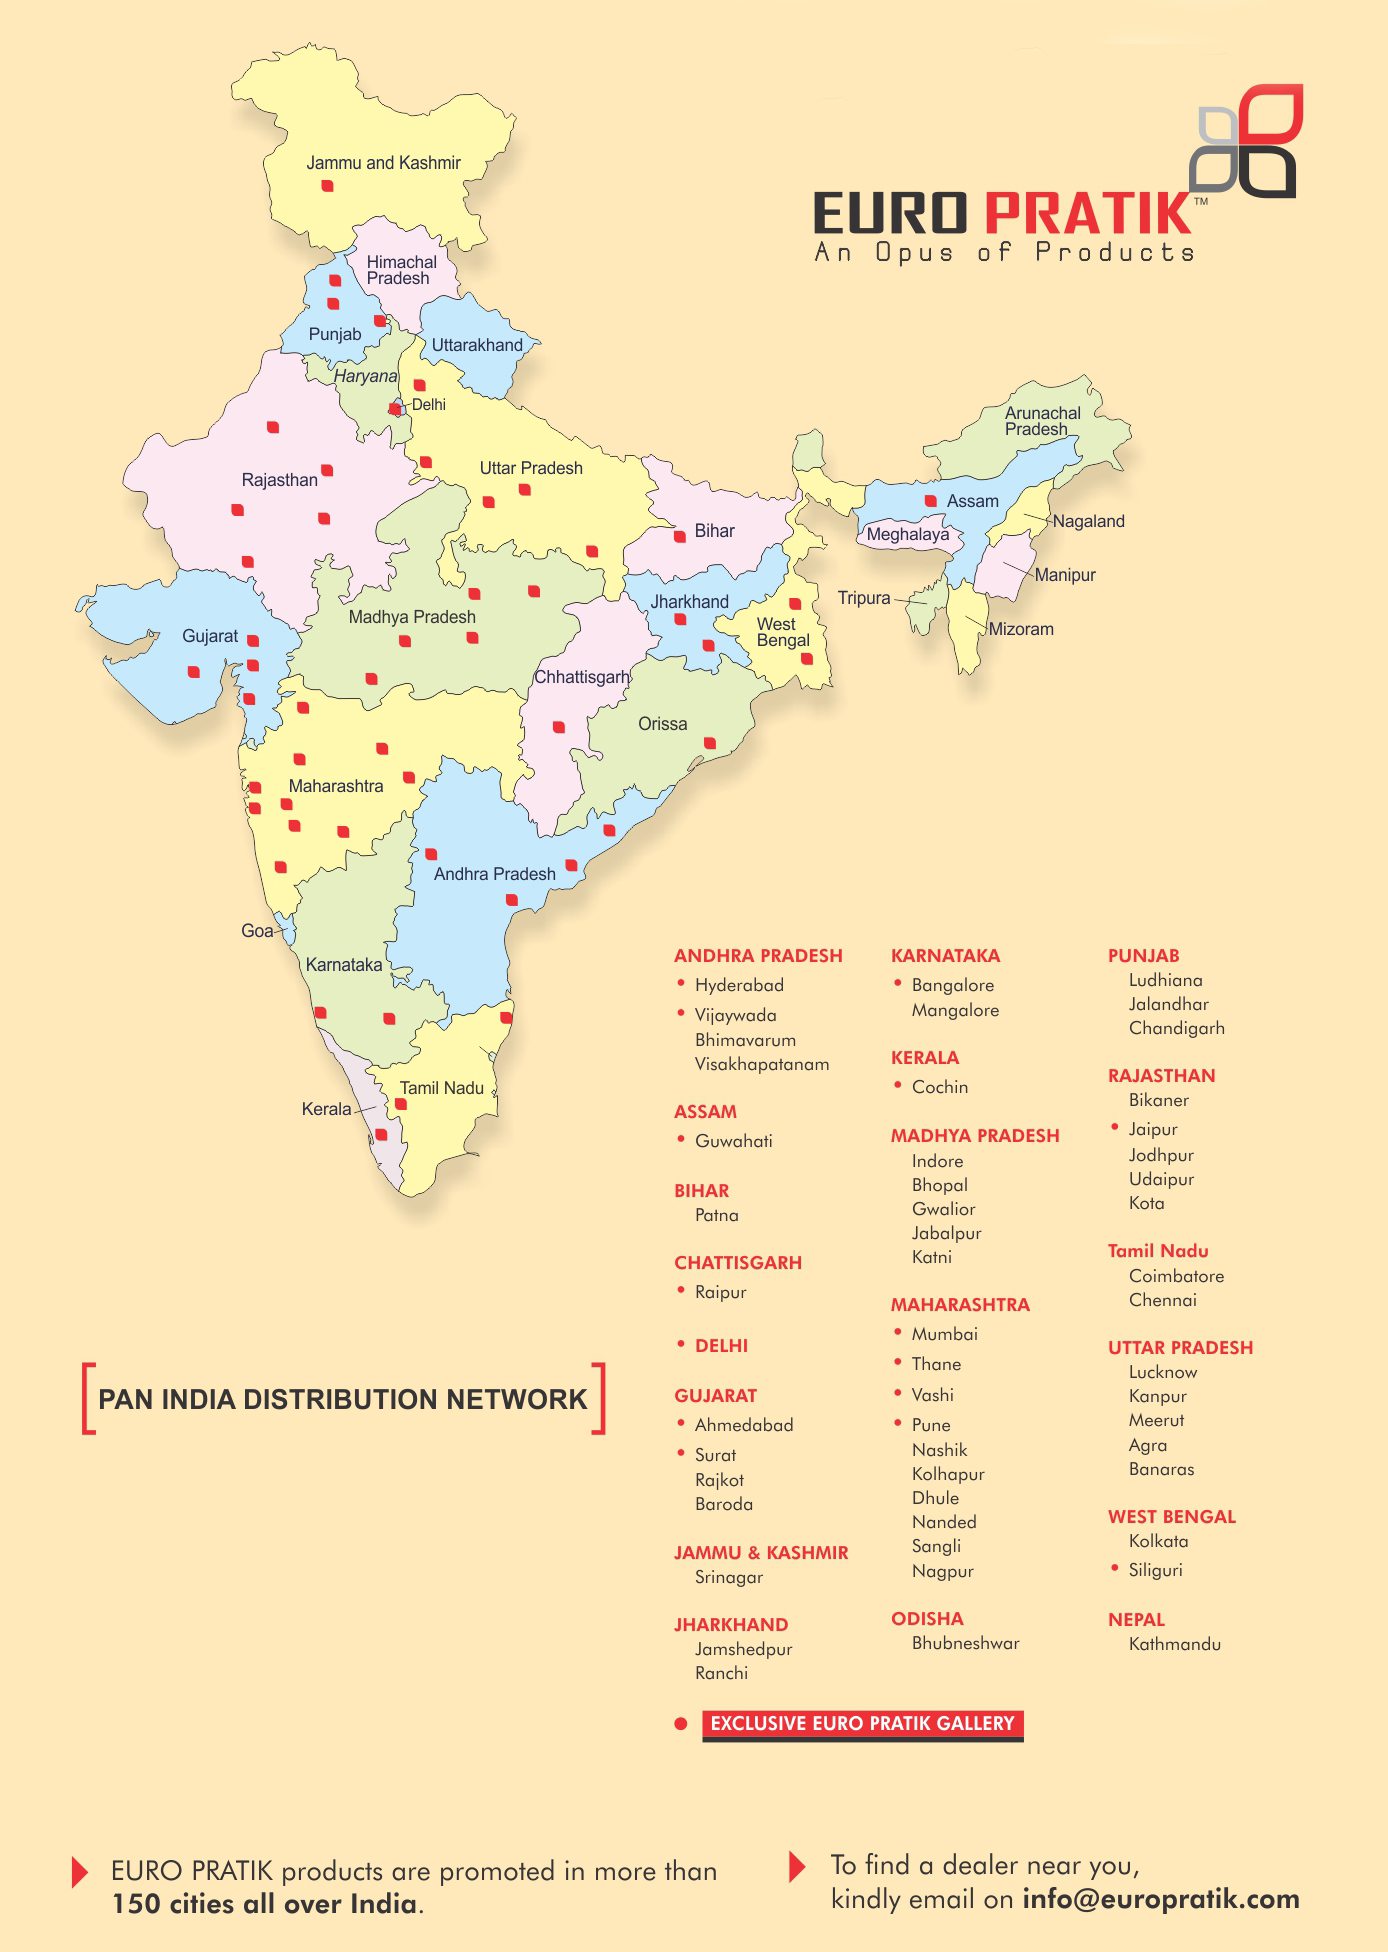 Jammu and Kashmir
EURO PRATIK™
An Opus of Products
Himachal
Pradesh
Punjab
Uttarakhand
Haryana
Delhi
Arunachal
Pradesh
Rajasthan
Uttar Pradesh
Assam
Nagaland
Bihar
Meghalaya
Manipur
Tripura
Mizoram
Jharkhand
Madhya Pradesh
West
Bengal
Gujarat
Chhattisgarh
Orissa
Maharashtra
Andhra Pradesh
Goa
Karnataka
Tamil Nadu
Kerala
PAN INDIA DISTRIBUTION NETWORK
ANDHRA PRADESH
• Hyderabad
• Vijaywada
Bhimavarum
Visakhapatanam
ASSAM
• Guwahati
BIHAR
Patna
CHATTISGARH
• Raipur
• DELHI
GUJARAT
• Ahmedabad
• Surat
Rajkot
Baroda
JAMMU & KASHMIR
Srinagar
JHARKHAND
Jamshedpur
Ranchi
KARNATAKA
• Bangalore
Mangalore
KERALA
• Cochin
MADHYA PRADESH
Indore
Bhopal
Gwalior
Jabalpur
Katni
MAHARASHTRA
• Mumbai
• Thane
• Vashi
• Pune
Nashik
Kolhapur
Dhule
Nanded
Sangli
Nagpur
ODISHA
Bhubneshwar
PUNJAB
Ludhiana
Jalandhar
Chandigarh
RAJASTHAN
Bikaner
• Jaipur
Jodhpur
Udaipur
Kota
Tamil Nadu
Coimbatore
Chennai
UTTAR PRADESH
Lucknow
Kanpur
Meerut
Agra
Banaras
WEST BENGAL
Kolkata
• Siliguri
NEPAL
Kathmandu
• EXCLUSIVE EURO PRATIK GALLERY
EURO PRATIK products are promoted in more than
150 cities all over India.
To find a dealer near you,
kindly email on info@europratik.com